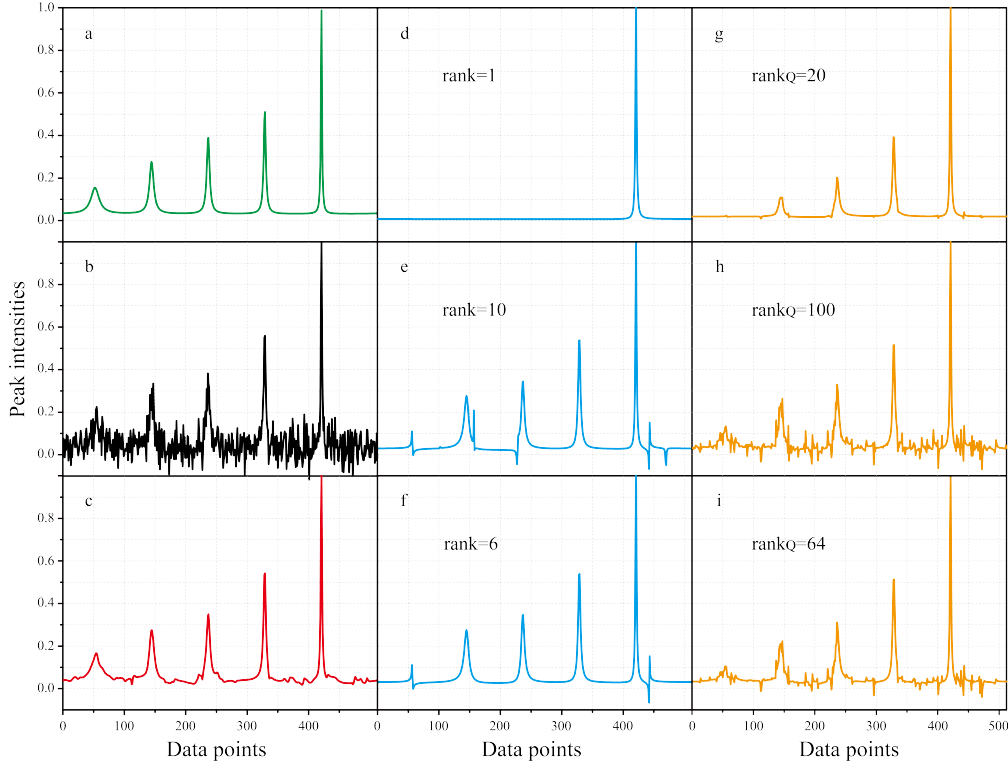 1.0
0.8
0.6
0.4
0.2
0.0
a
d
rank=1
g
rankQ=20
0.8
0.6
0.4
0.2
0.0
b
e
rank=10
h
rankQ=100
0.8
0.6
0.4
0.2
0.0
c
f
rank=6
i
rankQ=64
Peak intensities
0 100 200 300 400 0 100 200 300 400 0 100 200 300 400 500
Data points Data points Data points